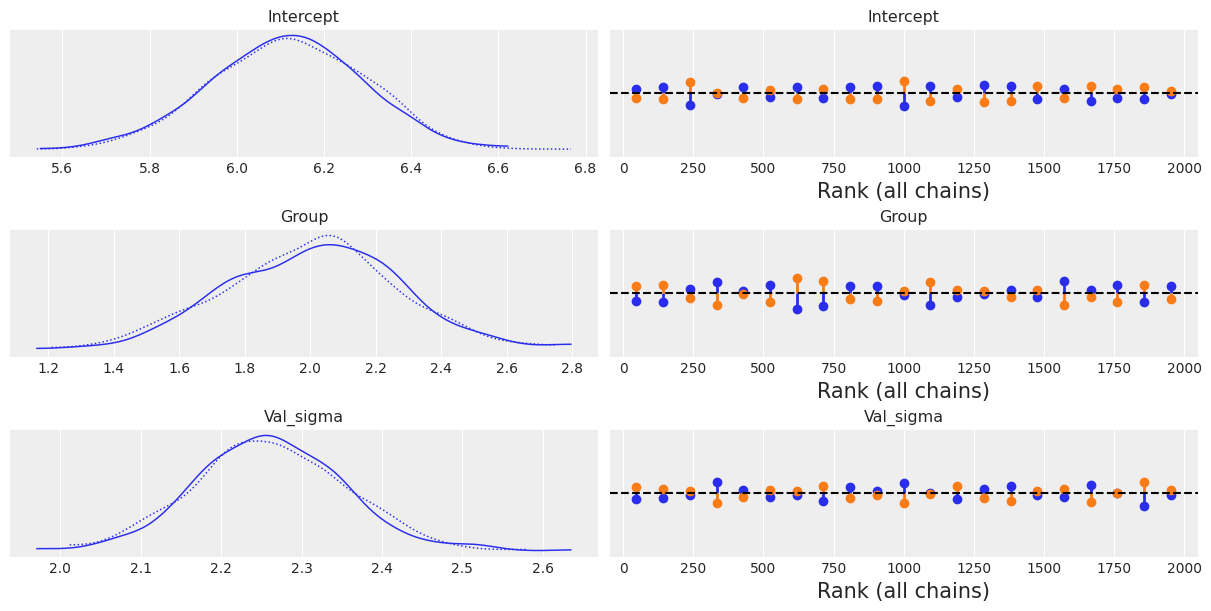 Intercept
Intercept
5.6 5.8 6.0 6.2 6.4 6.6 6.8
0 250 500 750 1000 1250 1500 1750 2000
Rank (all chains)
Group
Group
1.2 1.4 1.6 1.8 2.0 2.2 2.4 2.6 2.8
0 250 500 750 1000 1250 1500 1750 2000
Rank (all chains)
Val_sigma
Val_sigma
2.0 2.1 2.2 2.3 2.4 2.5 2.6
0 250 500 750 1000 1250 1500 1750 2000
Rank (all chains)